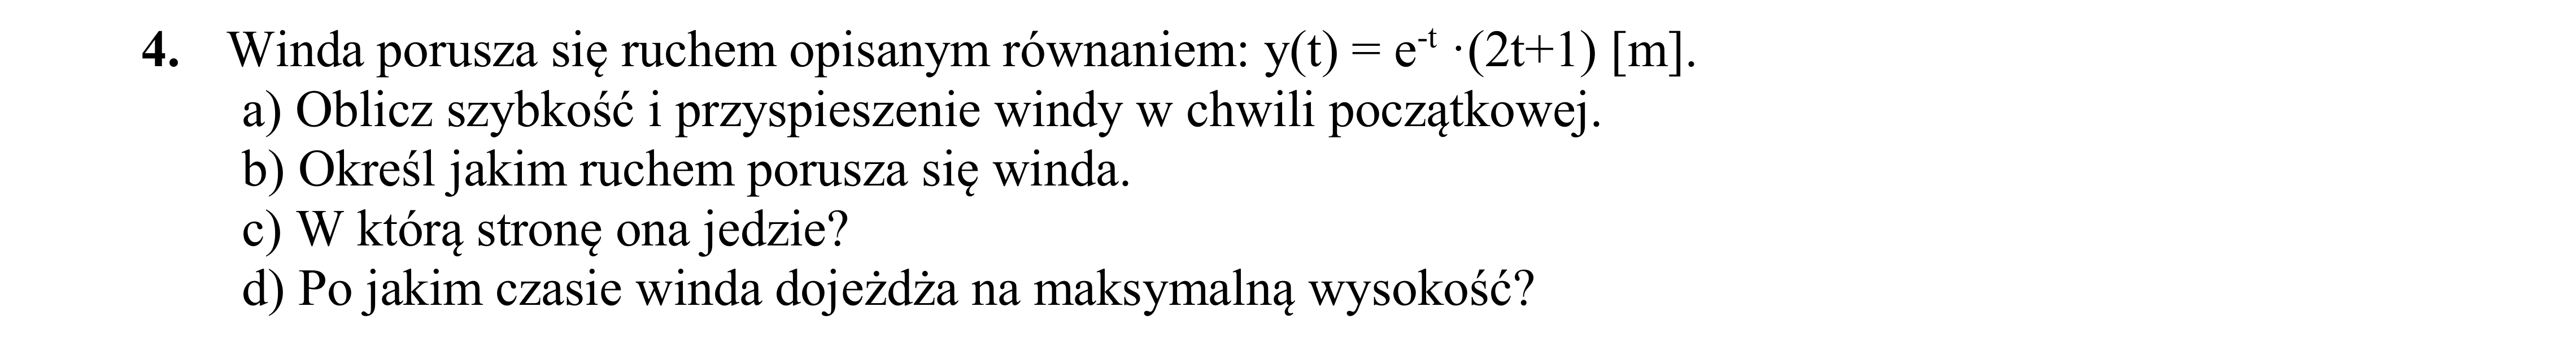 4. Winda porusza się ruchem opisanym równaniem: y(t) = e⁻ᵗ ·(2t+1) [m].
a) Oblicz szybkość i przyspieszenie windy w chwili początkowej.
b) Określ jakim ruchem porusza się winda.
c) W którą stronę ona jedzie?
d) Po jakim czasie winda dojeżdża na maksymalną wysokość?